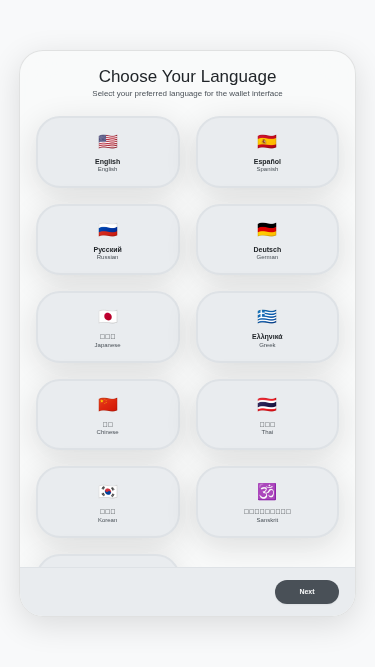 Choose Your Language
Select your preferred language for the wallet interface
English
English
Español
Spanish
Русский
Russian
Deutsch
German
Japanese
Ελληνικά
Greek
Chinese
Thai
Korean
Sanskrit
Next